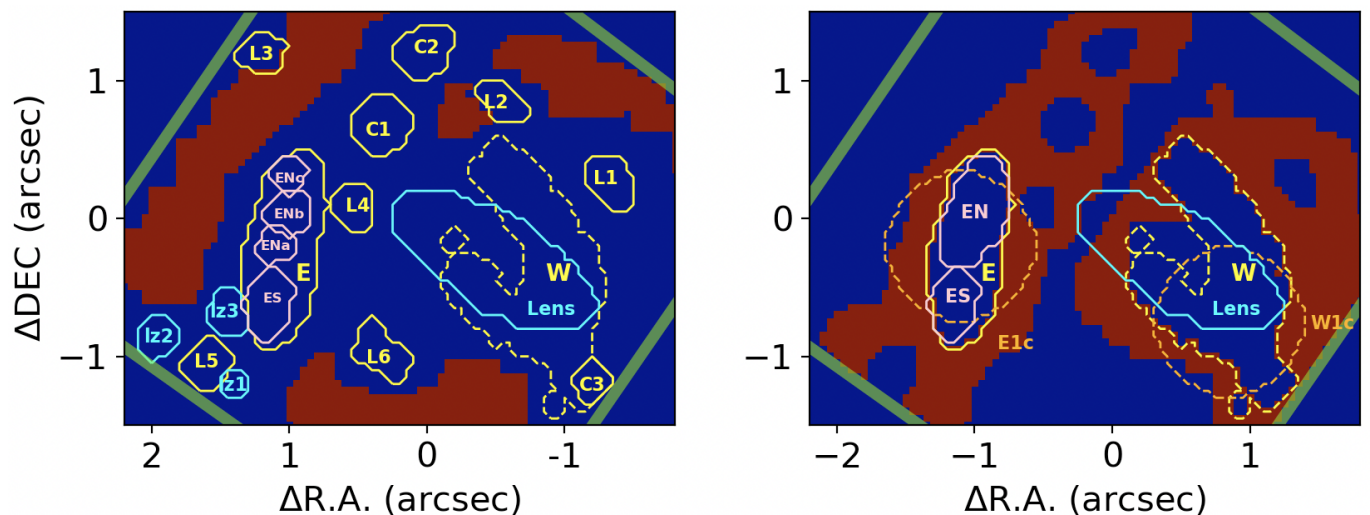 L3
C2
1
L2
C1
L1
ENc
L4
ENb
0
ENa
E
W
ES
Lens
lz3
lz2
L5
L6
−1
z1
C3
2
1
0
-1
ΔR.A. (arcsec)
ΔDEC (arcsec)
1
EN
0
E
W
ES
Lens
W1c
E1c
−1
−2
−1
0
1
ΔR.A. (arcsec)